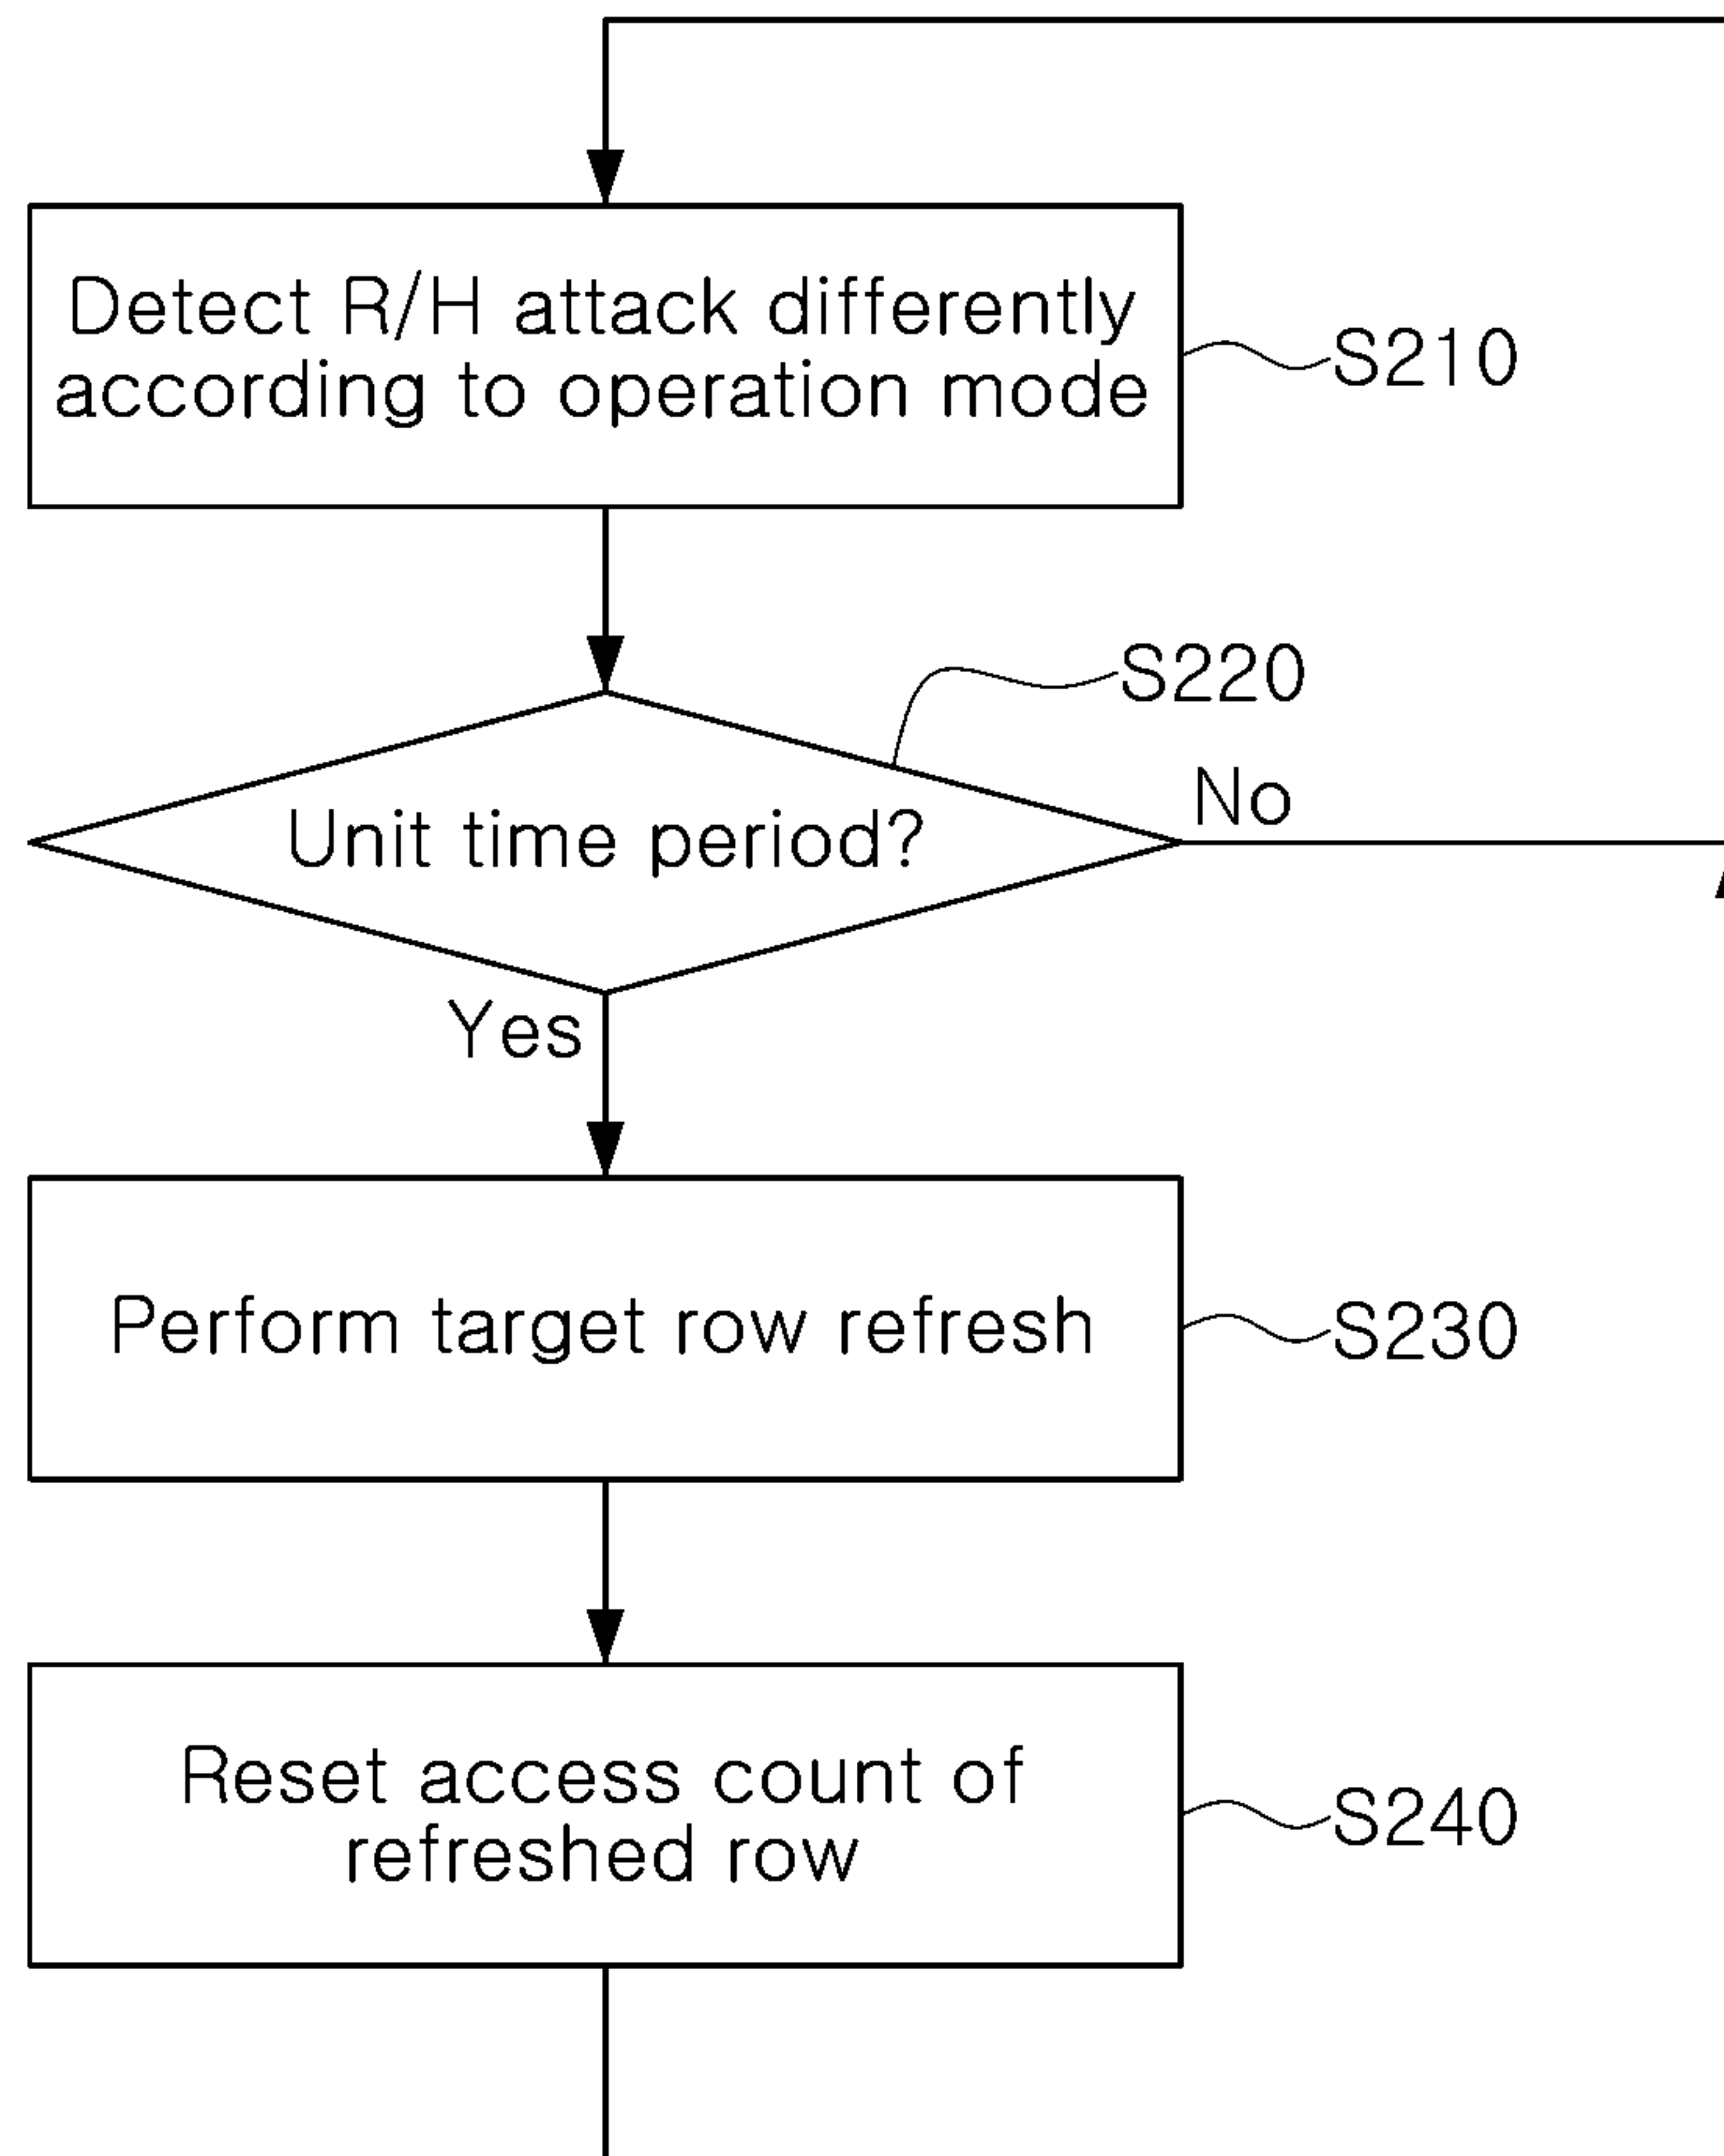 Detect R/H attack differently
according to operation mode
S210
S220
Unit time period?
No
Yes
Perform target row refresh
S230
Reset access count of
refreshed row
S240